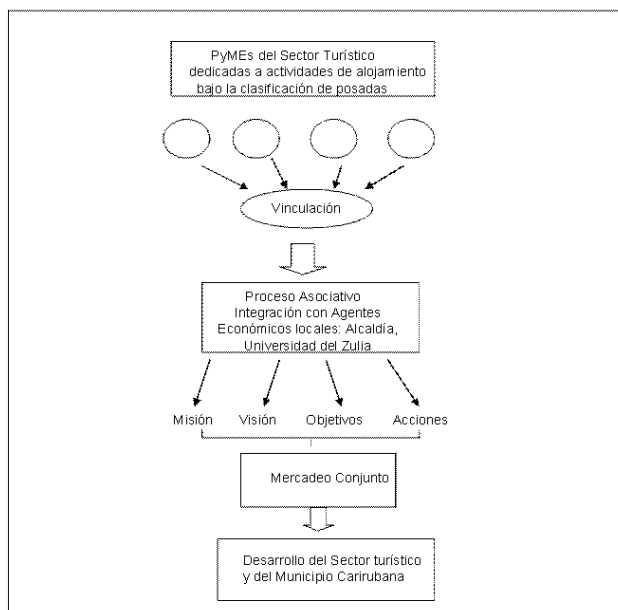 PyMEs del Sector Turístico
dedicadas a actividades de alojamiento
bajo la clasificación de posadas
Vinculación
Proceso Asociativo
Integración con Agentes
Económicos locales: Alcaldía,
Universidad del Zulia
Misión Visión Objetivos Acciones
Mercadeo Conjunto
Desarrollo del Sector turístico
y del Municipio Carirubana